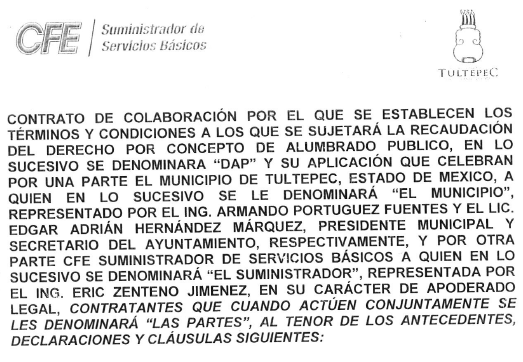 CFE
Suministrador de
Servicios Básicos
TULTEPEC
CONTRATO DE COLABORACIÓN POR EL QUE SE ESTABLECEN LOS
TÉRMINOS Y CONDICIONES A LOS QUE SE SUJETARÁ LA RECAUDACIÓN
DEL DERECHO POR CONCEPTO DE ALUMBRADO PUBLICO, EN LO
SUCESIVO SE DENOMINARA "DAP" Y SU APLICACIÓN QUE CELEBRAN
POR UNA PARTE EL MUNICIPIO DE TULTEPEC, ESTADO DE MEXICO, A
QUIEN EN LO SUCESIVO SE LE DENOMINARÁ "EL MUNICIPIO",
REPRESENTADO POR EL ING. ARMANDO PORTUGUEZ FUENTES Y EL LIC.
EDGAR ADRIÁN HERNÁNDEZ MÁRQUEZ, PRESIDENTE MUNICIPAL Y
SECRETARIO DEL AYUNTAMIENTO, RESPECTIVAMENTE, Y POR OTRA
PARTE CFE SUMINISTRADOR DE SERVICIOS BÁSICOS A QUIEN EN LO
SUCESIVO SE DENOMINARÁ "EL SUMINISTRADOR", REPRESENTADA POR
EL ING. ERIC ZENTENO JIMENEZ, EN SU CARÁCTER DE APODERADO
LEGAL, CONTRATANTES QUE CUANDO ACTÚEN CONJUNTAMENTE SE
LES DENOMINARÁ "LAS PARTES", AL TENOR DE LOS ANTECEDENTES,
DECLARACIONES Y CLÁUSULAS SIGUIENTES: